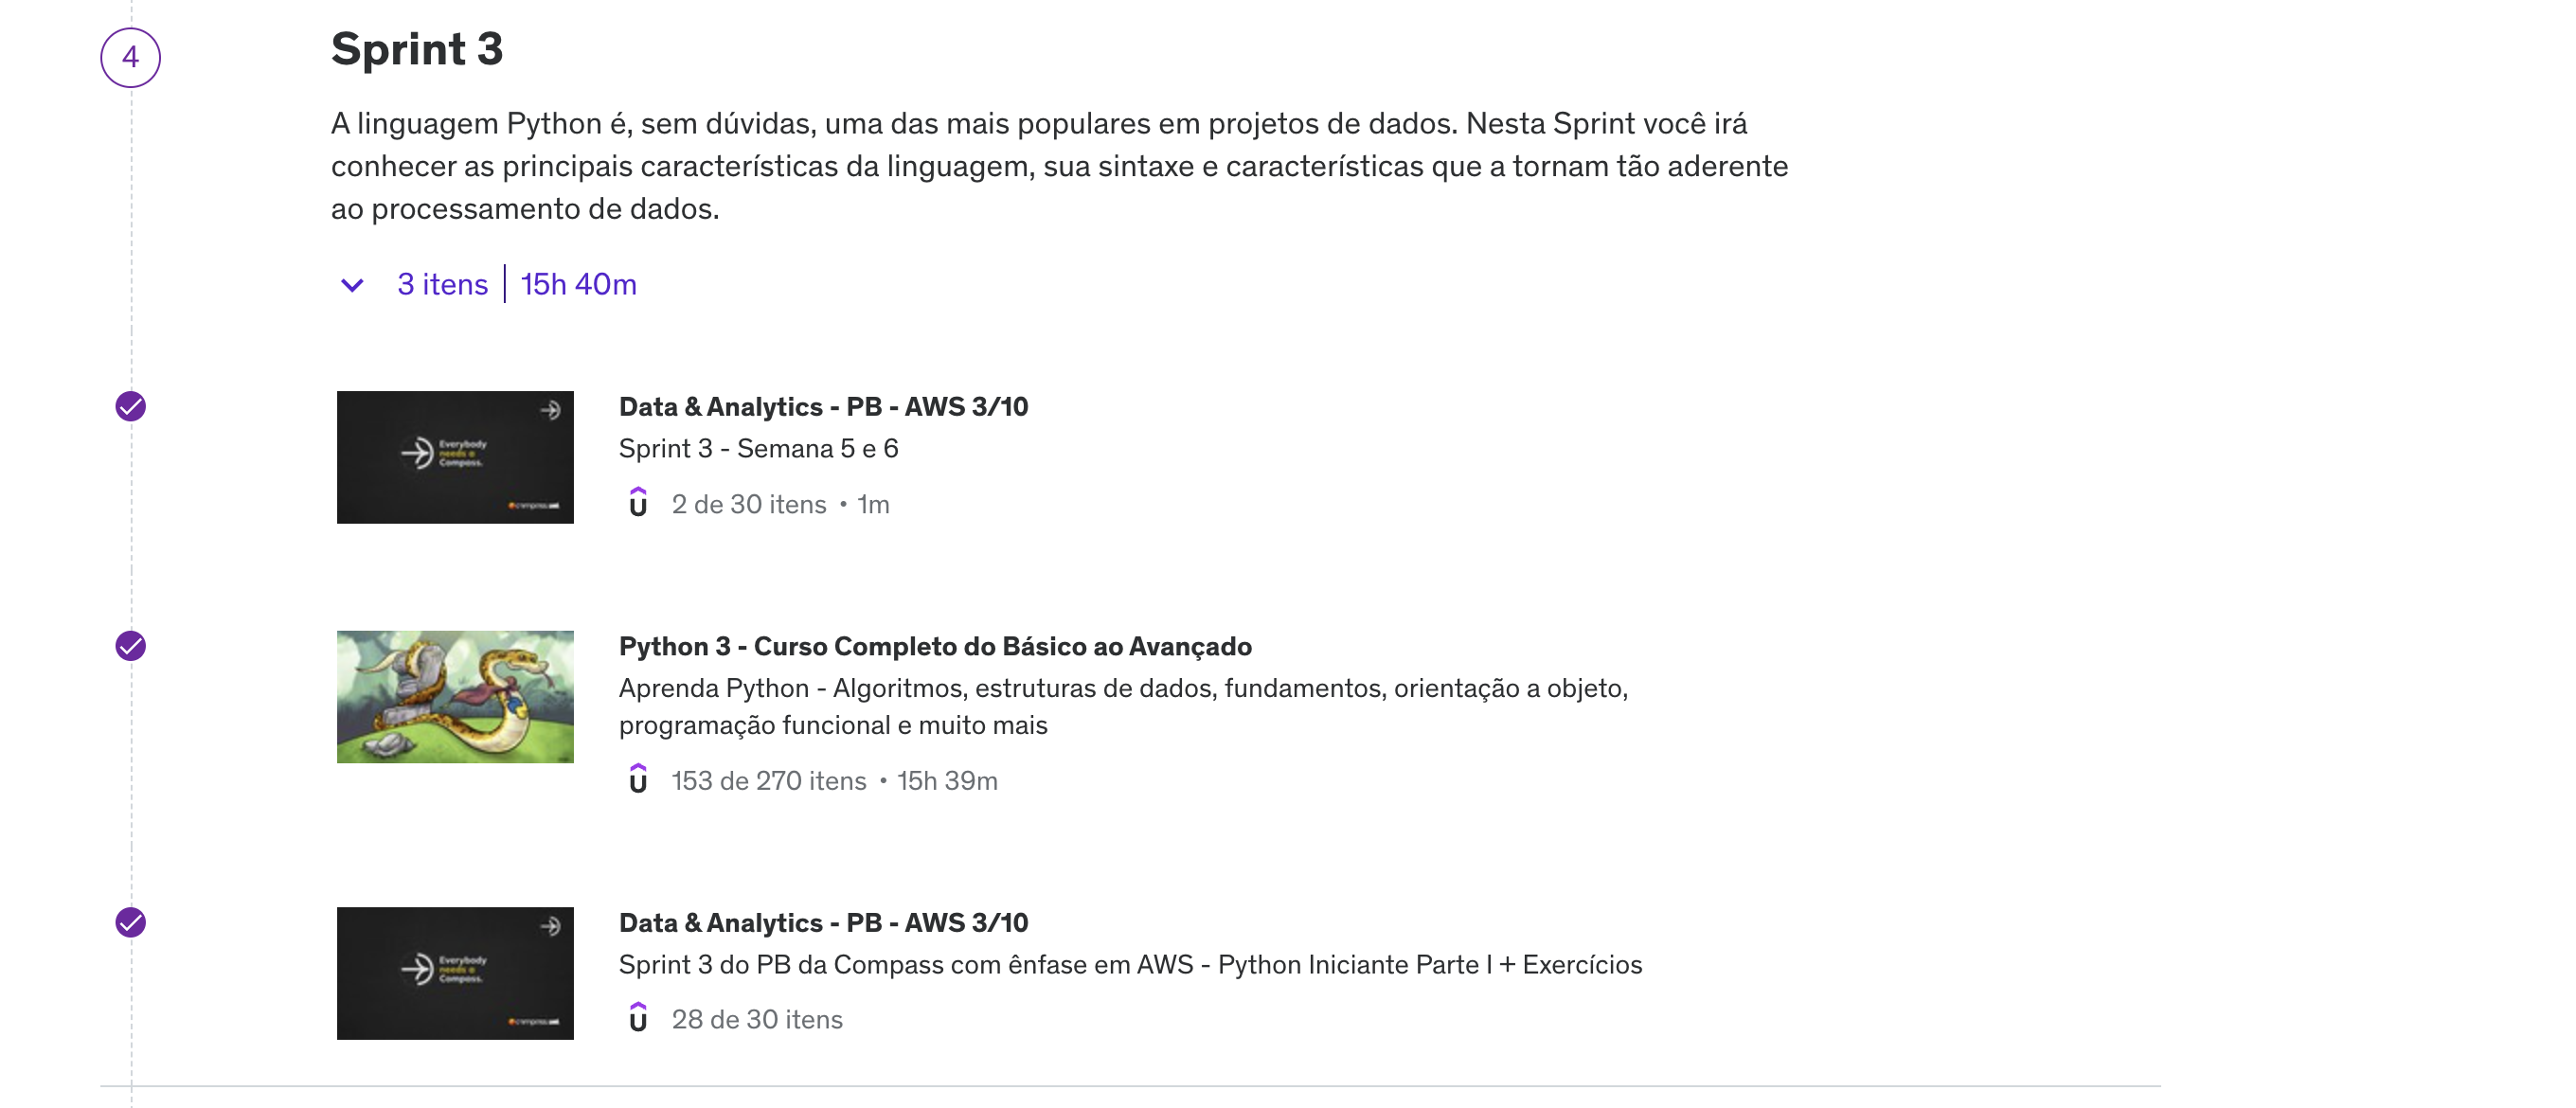 4
Sprint 3
A linguagem Python é, sem dúvidas, uma das mais populares em projetos de dados. Nesta Sprint você irá
conhecer as principais características da linguagem, sua sintaxe e características que a tornam tão aderente
ao processamento de dados.
3 itens | 15h 40m
Everybody
needs a
Compass.
Data & Analytics - PB - AWS 3/10
Sprint 3 - Semana 5 e 6
2 de 30 itens • 1m
Python 3 - Curso Completo do Básico ao Avançado
Aprenda Python - Algoritmos, estruturas de dados, fundamentos, orientação a objeto,
programação funcional e muito mais
153 de 270 itens • 15h 39m
Everybody
needs a
Compass.
Data & Analytics - PB - AWS 3/10
Sprint 3 do PB da Compass com ênfase em AWS - Python Iniciante Parte I + Exercícios
28 de 30 itens